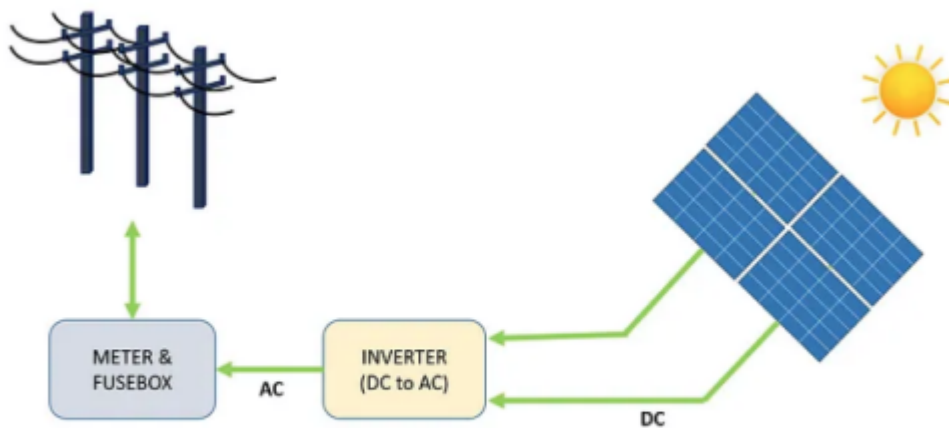 METER &
FUSEBOX
AC
INVERTER
(DC to AC)
DC